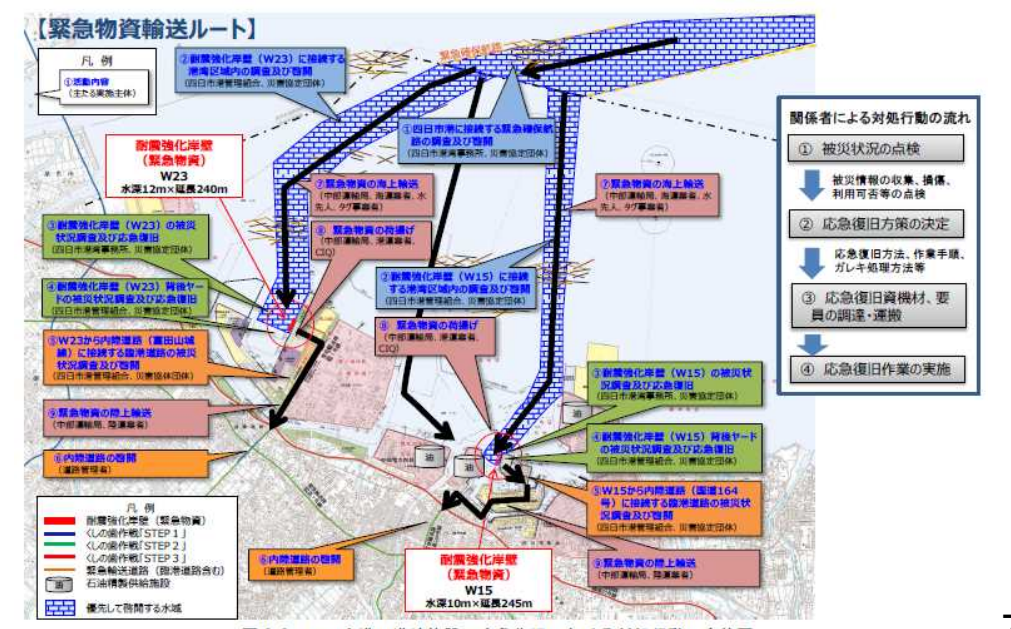 【緊急物資輸送ルート】
凡 例
①活動内容
(主たる実施主体)
緊急確保航路
②耐震強化岸壁（W23）に接続する
港湾区域内の調査及び啓開
(四日市港管理組合、災害協定団体)
①四日市港に接続する緊急確保航
路の調査及び啓開
(四日市港湾事務所、災害協定団体)
耐震強化岸壁
（緊急物資）
W23
水深12m×延長240m
⑦緊急物資の海上輸送
(中部運輸局、海運業者、水
先人、タグ事業者)
⑦緊急物資の海上輸送
(中部運輸局、海運業者、水
先人、タグ事業者)
⑧ 緊急物資の荷揚げ
(中部運輸局、港運業者、
CIQ)
③耐震強化岸壁（W23）の被災
状況調査及び応急復旧
(四日市港湾事務所、災害協定団体)
②耐震強化岸壁（W15）に接続
する港湾区域内の調査及び啓開
(四日市港管理組合、災害協定団体)
④耐震強化岸壁（W23）背後ヤー
ドの被災状況調査及び応急復旧
(四日市港管理組合、災害協定団体)
⑧ 緊急物資の荷揚げ
(中部運輸局、港運業者、
CIQ)
⑤W23から内陸道路（富田山城
線）に接続する臨港道路の被災
状況調査及び啓開
(四日市港管理組合、災害協体団体)
③耐震強化岸壁（W15）の被災状
況調査及び応急復旧
(四日市港湾事務所、災害協定団体)
⑨緊急物資の陸上輸送
(中部運輸局、陸運業者)
④耐震強化岸壁（W15）背後ヤード
の被災状況調査及び応急復旧
(四日市港管理組合、災害協定団体)
⑥内陸道路の啓開
(道路管理者)
油
油
油
⑤W15から内陸道路（国道164
号）に接続する臨港道路の被災状
況調査及び啓開
(四日市港管理組合、災害協定団体)
⑥内陸道路の啓開
(道路管理者)
耐震強化岸壁
（緊急物資）
W15
水深10m×延長245m
⑨緊急物資の陸上輸送
(中部運輸局、陸運業者)
凡 例
耐震強化岸壁（緊急物資）
くしの歯作戦「STEP１」
くしの歯作戦「STEP２」
くしの歯作戦「STEP３」
緊急輸送道路（臨港道路含む）
油
石油精製供給施設
優先して啓開する水域
関係者による対処行動の流れ
① 被災状況の点検
被災情報の収集、損傷、
利用可否等の点検
② 応急復旧方策の決定
応急復旧方法、作業手順、
ガレキ処理方法等
③ 応急復旧資機材、要
員の調達・運搬
④ 応急復旧作業の実施